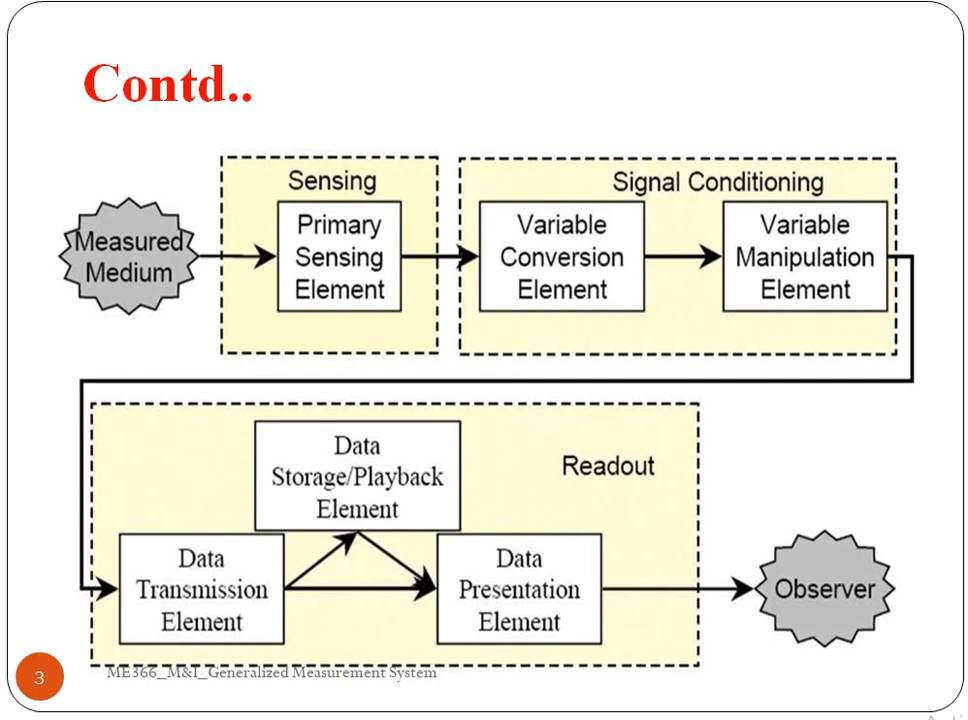 Contd..
Sensing
Primary
Sensing
Element
Signal Conditioning
Variable
Conversion
Element
Variable
Manipulation
Element
Measured
Medium
Data
Storage/Playback
Element
Readout
Data
Transmission
Element
Data
Presentation
Element
Observer
3
ME366_M&I_Generalized Measurement System